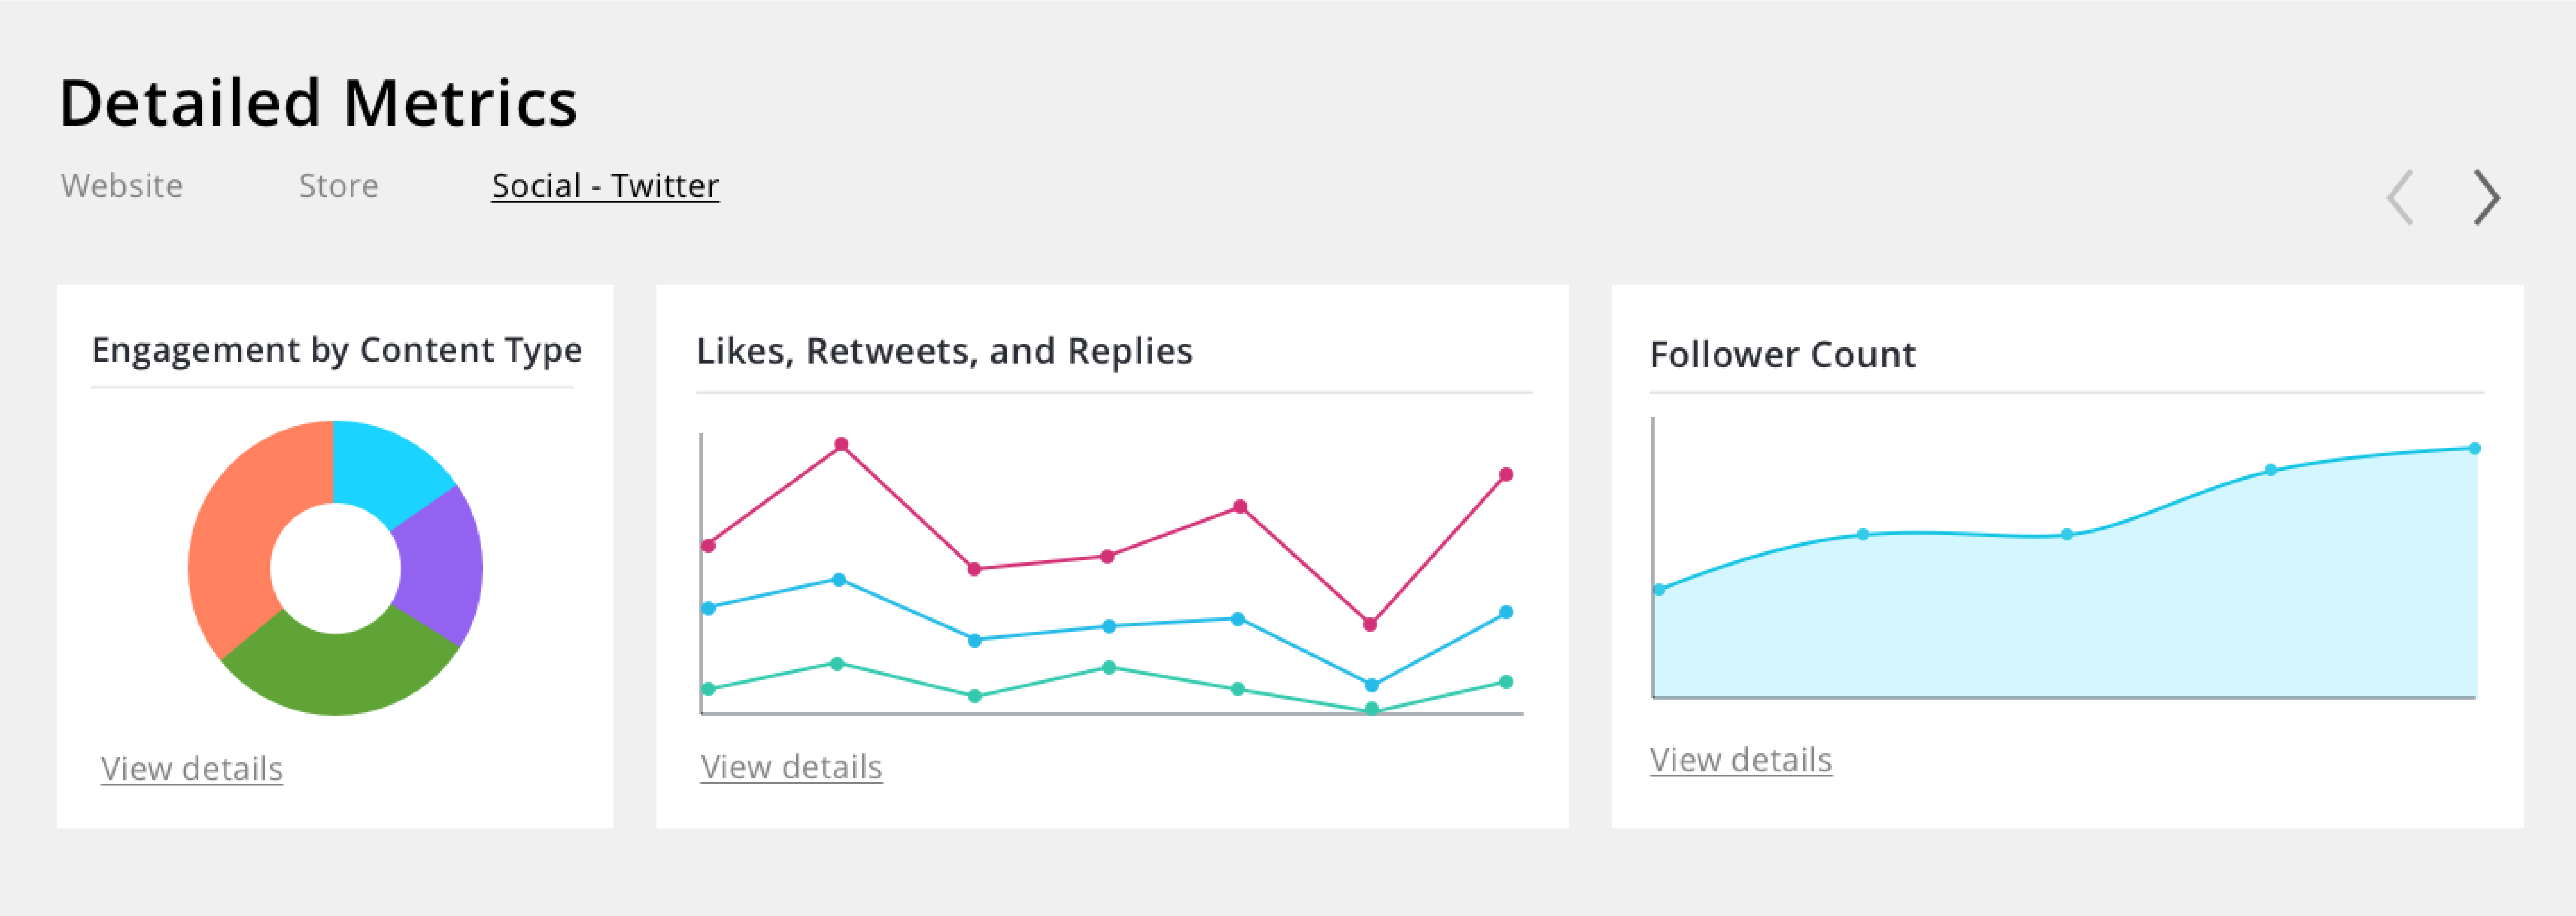 Detailed Metrics
Website Store Social - Twitter
Engagement by Content Type
View details
Likes, Retweets, and Replies
View details
Follower Count
View details